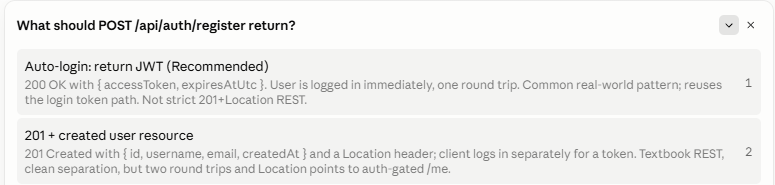 What should POST /api/auth/register return?
Auto-login: return JWT (Recommended)
200 OK with { accessToken, expiresAtUtc }. User is logged in immediately, one round trip. Common real-world pattern; reuses
1
the login token path. Not strict 201+Location REST.
201 + created user resource
201 Created with { id, username, email, createdAt } and a Location header; client logs in separately for a token. Textbook REST,
2
clean separation, but two round trips and Location points to auth-gated /me.